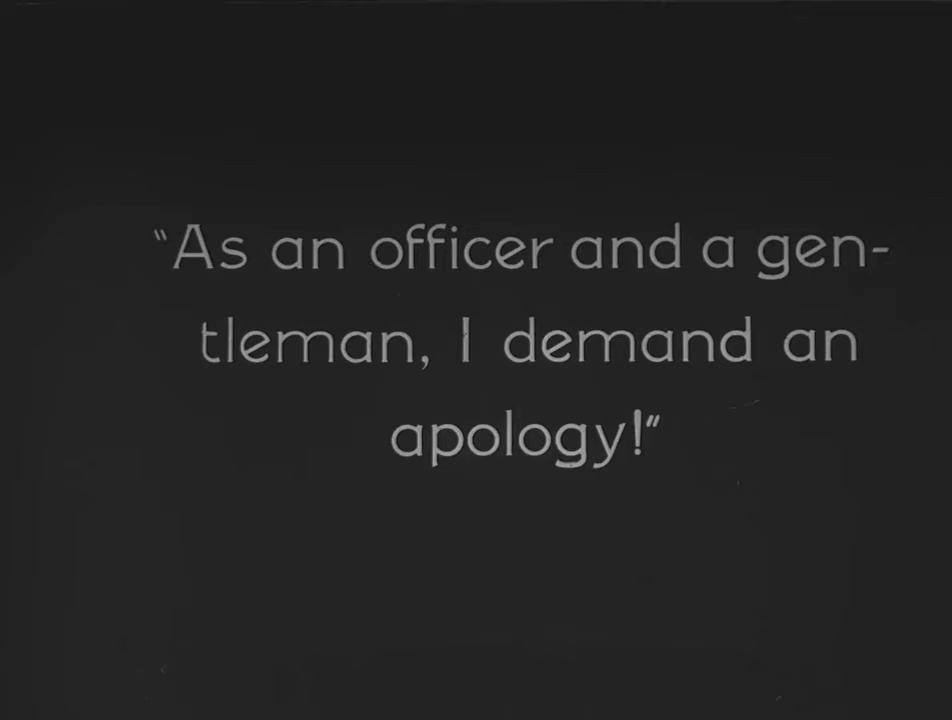 "As an officer and a gen-
tleman, I demand an
apology!"